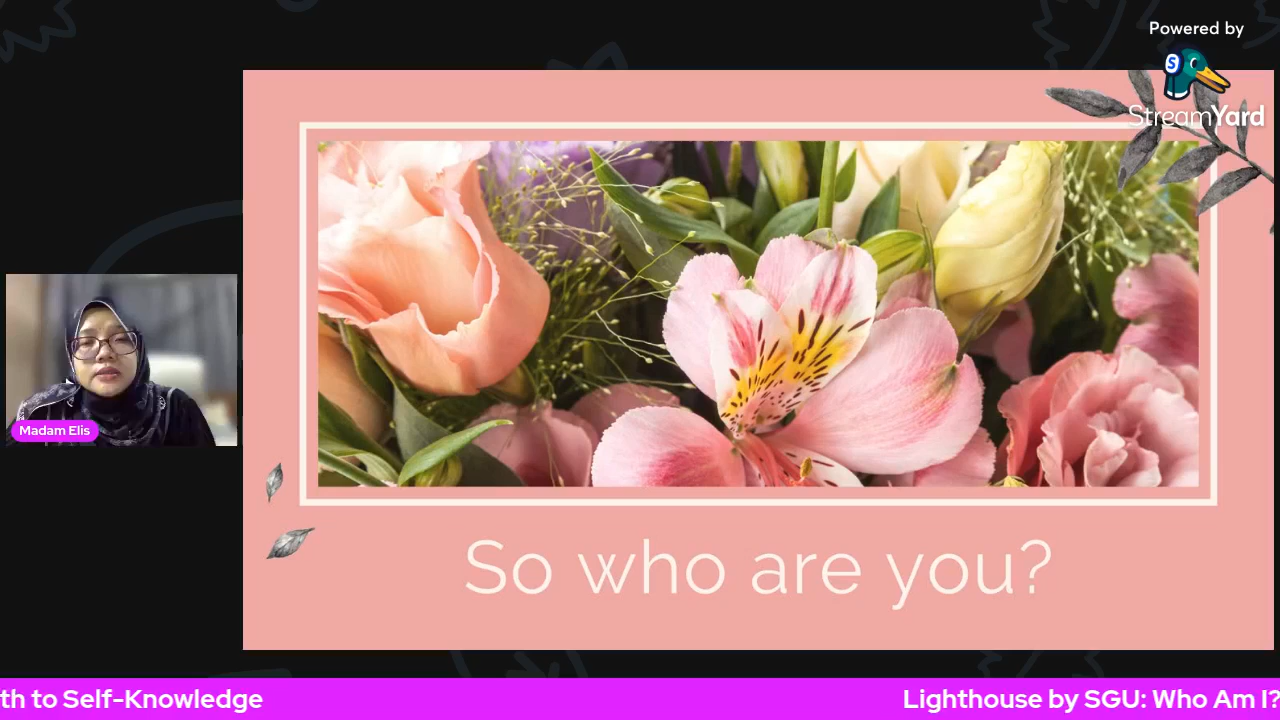 Powered by
S
StreamYard
Madam Elis
So who are you?
th to Self-Knowledge
Lighthouse by SGU: Who Am I?